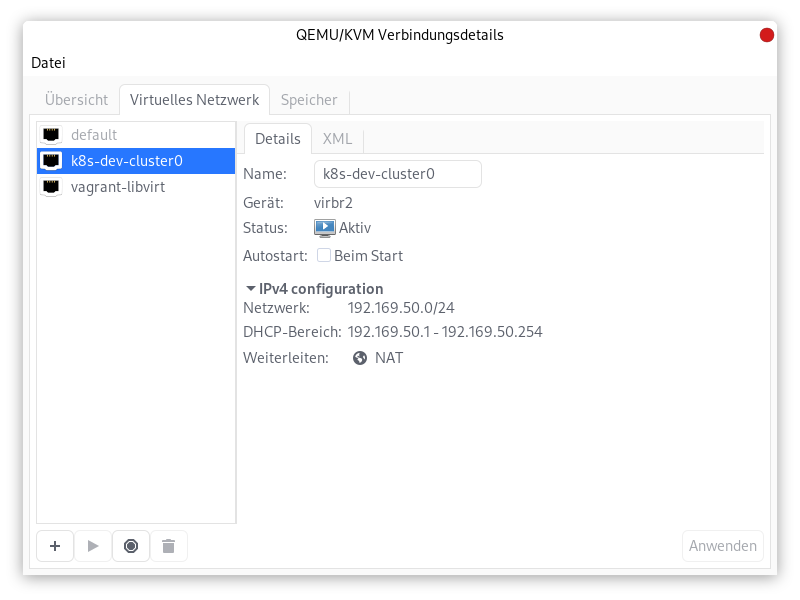 QEMU/KVM Verbindungsdetails
Datei
Übersicht Virtuelles Netzwerk Speicher
default
k8s-dev-cluster0
vagrant-libvirt
Details XML
Name: k8s-dev-cluster0
Gerät: virbr2
Status: Aktiv
Autostart: Beim Start
IPv4 configuration
Netzwerk: 192.169.50.0/24
DHCP-Bereich: 192.169.50.1 - 192.169.50.254
Weiterleiten: NAT
Anwenden